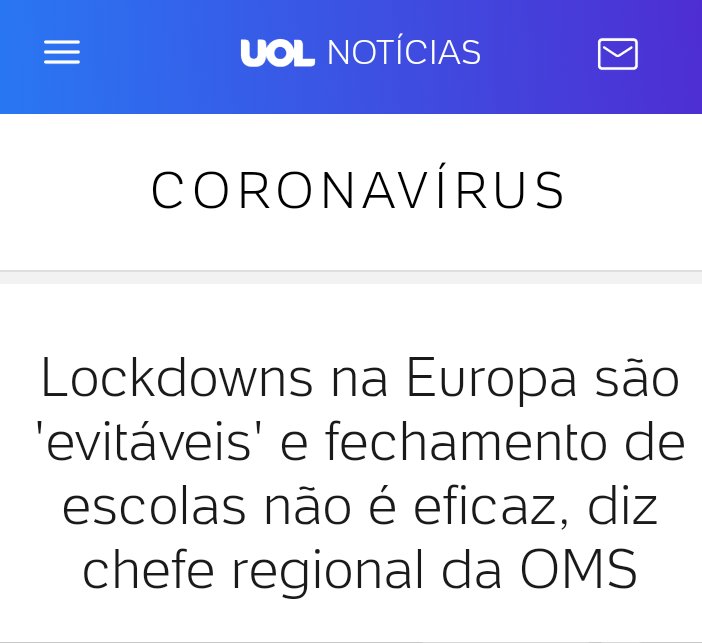 UOL NOTÍCIAS
CORONAVÍRUS
Lockdowns na Europa são
'evitáveis' e fechamento de
escolas não é eficaz, diz
chefe regional da OMS